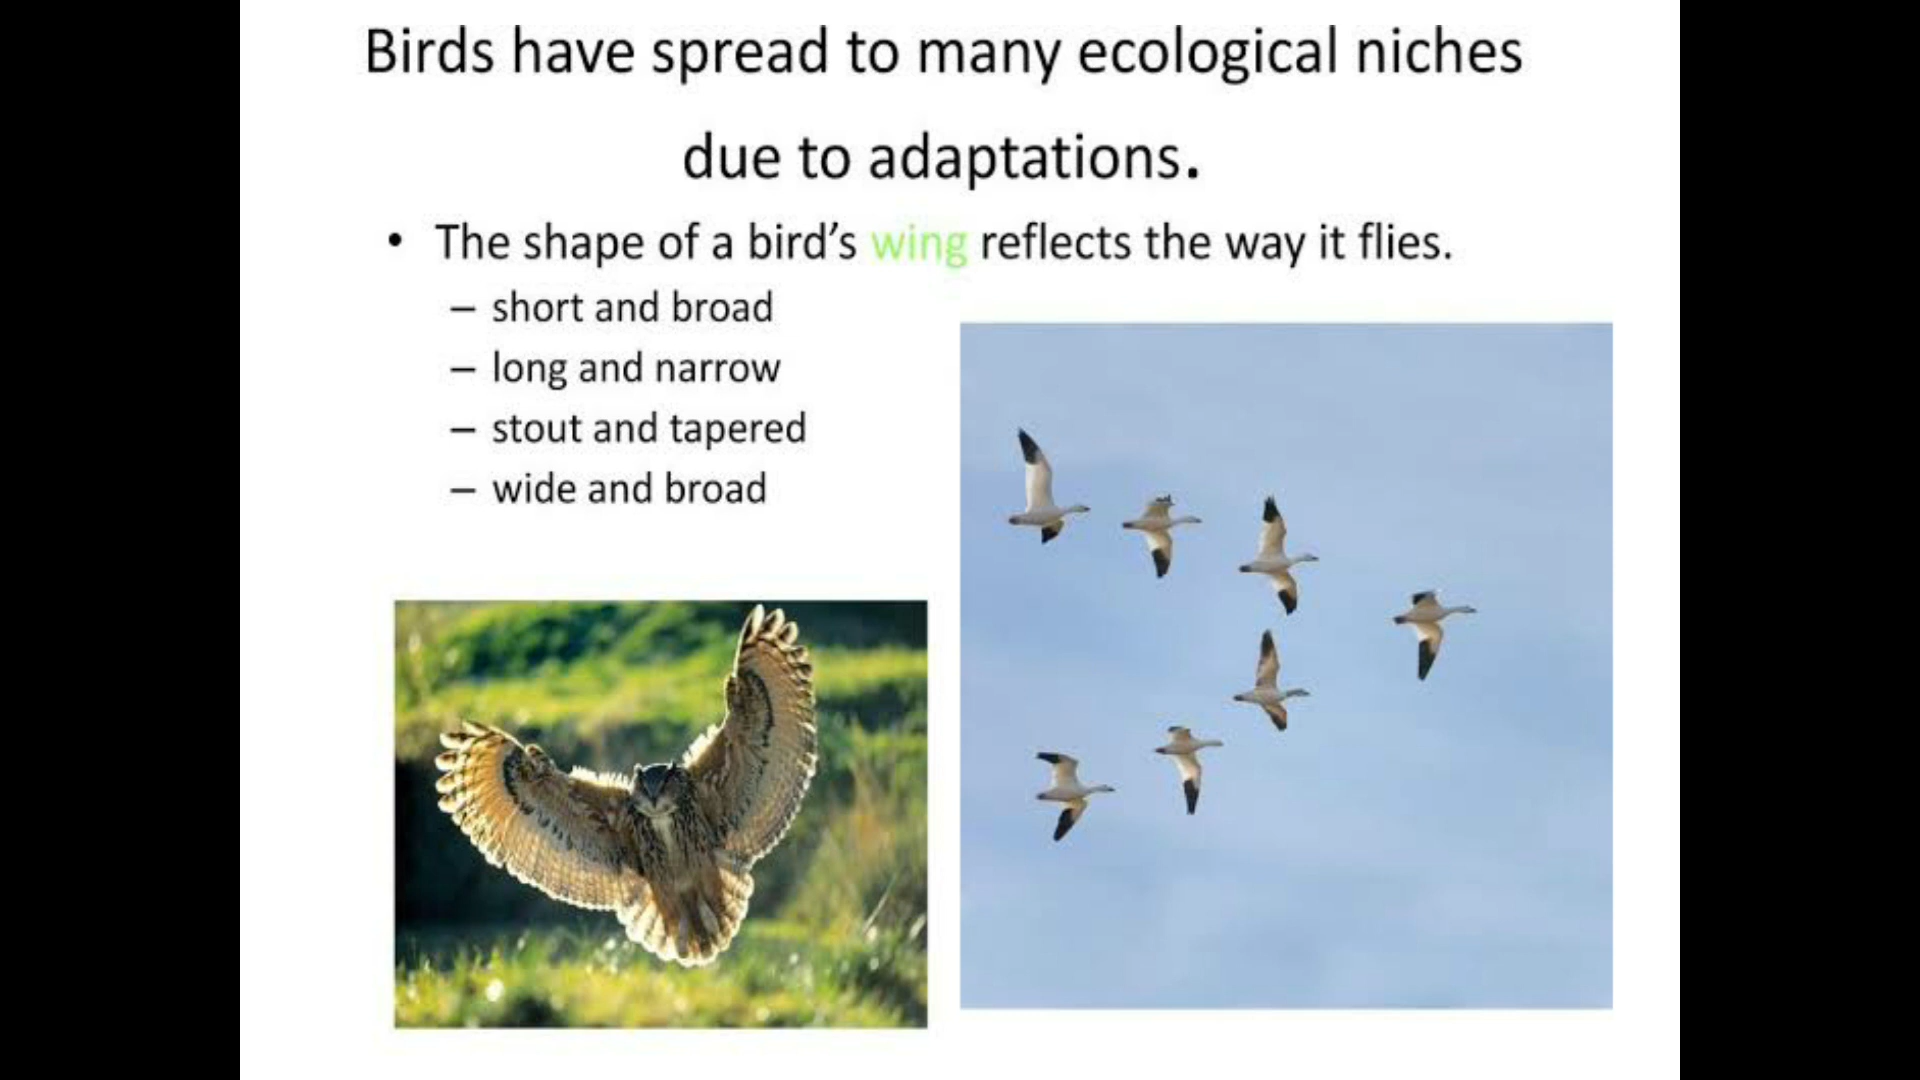 Birds have spread to many ecological niches
due to adaptations.
• The shape of a bird’s wing reflects the way it flies.
– short and broad
– long and narrow
– stout and tapered
– wide and broad